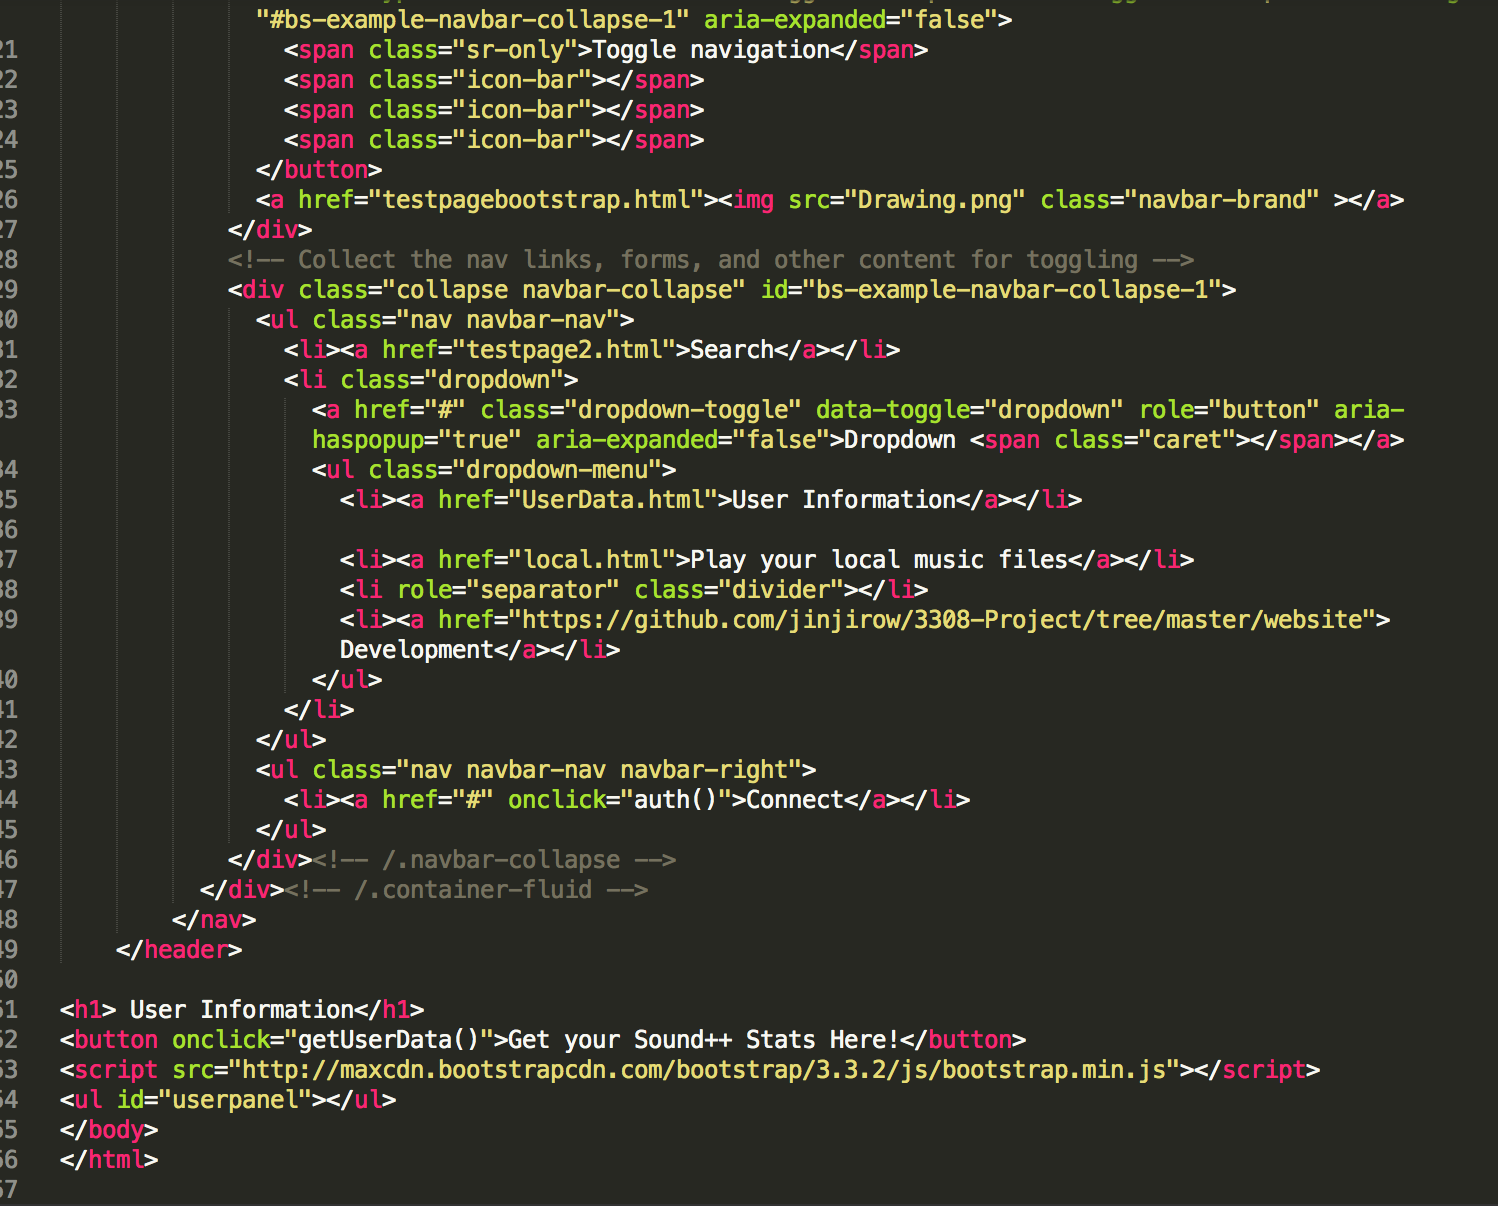 "#bs-example-navbar-collapse-1" aria-expanded="false">
21 <span class="sr-only">Toggle navigation</span>
22 <span class="icon-bar"></span>
23 <span class="icon-bar"></span>
24 <span class="icon-bar"></span>
25 </button>
26 <a href="testpagebootstrap.html"><img src="Drawing.png" class="navbar-brand" ></a>
27 </div>
28 <!-- Collect the nav links, forms, and other content for toggling -->
29 <div class="collapse navbar-collapse" id="bs-example-navbar-collapse-1">
30 <ul class="nav navbar-nav">
31 <li><a href="testpage2.html">Search</a></li>
32 <li class="dropdown">
33 <a href="#" class="dropdown-toggle" data-toggle="dropdown" role="button" aria-
haspopup="true" aria-expanded="false">Dropdown <span class="caret"></span></a>
34 <ul class="dropdown-menu">
35 <li><a href="UserData.html">User Information</a></li>
36
37 <li><a href="local.html">Play your local music files</a></li>
38 <li role="separator" class="divider"></li>
39 <li><a href="https://github.com/jinjirow/3308-Project/tree/master/website">
Development</a></li>
40 </ul>
41 </li>
42 </ul>
43 <ul class="nav navbar-nav navbar-right">
44 <li><a href="#" onclick="auth()">Connect</a></li>
45 </ul>
46 </div><!-- /.navbar-collapse -->
47 </div><!-- /.container-fluid -->
48 </nav>
49 </header>
50
51 <h1> User Information</h1>
52 <button onclick="getUserData()">Get your Sound++ Stats Here!</button>
53 <script src="http://maxcdn.bootstrapcdn.com/bootstrap/3.3.2/js/bootstrap.min.js"></script>
54 <ul id="userpanel"></ul>
55 </body>
56 </html>
57